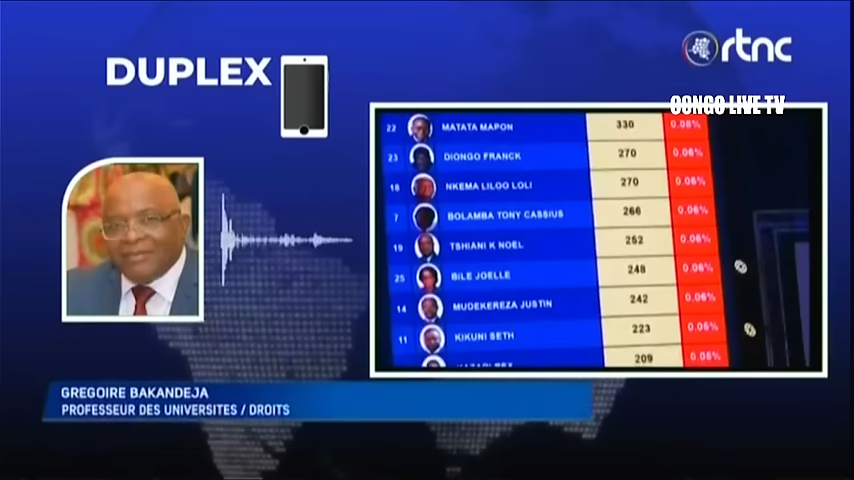 DUPLEX
rtnc
CONGO LIVE TV
22 MATATA MAPON 330 0.08%
23 DIONGO FRANCK 270 0.06%
18 NKEMA LILOO LOLI 270 0.06%
7 BOLAMBA TONY CASSIUS 266 0.06%
19 TSHIANI K NOEL 252 0.06%
25 BILE JOELLE 248 0.06%
14 MUDEKEREZA JUSTIN 242 0.06%
11 KIKUNI SETH 223 0.05%
209 0.05%
GREGOIRE BAKANDEJA
PROFESSEUR DES UNIVERSITES / DROITS